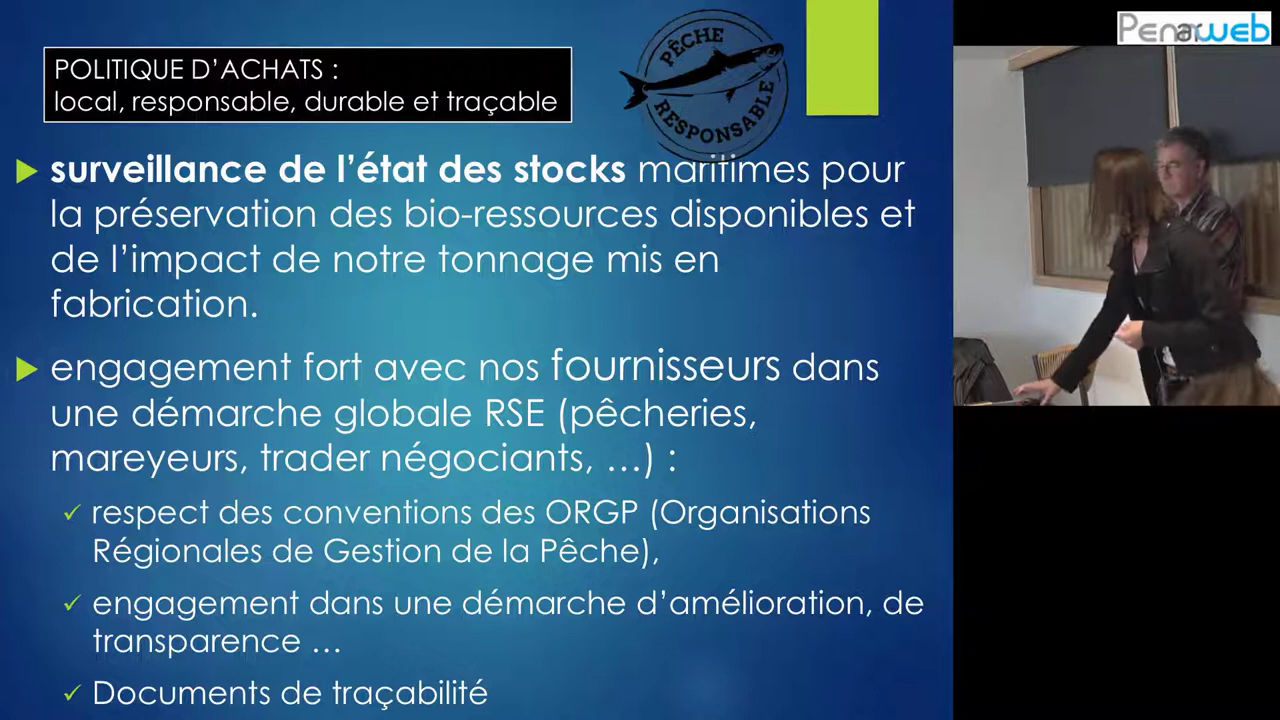 POLITIQUE D’ACHATS :
local, responsable, durable et traçable
PÊCHE
RESPONSABLE
surveillance de l’état des stocks maritimes pour
la préservation des bio-ressources disponibles et
de l’impact de notre tonnage mis en
fabrication.
engagement fort avec nos fournisseurs dans
une démarche globale RSE (pêcheries,
mareyeurs, trader négociants, …) :
respect des conventions des ORGP (Organisations
Régionales de Gestion de la Pêche),
engagement dans une démarche d’amélioration, de
transparence …
Documents de traçabilité
Penarweb